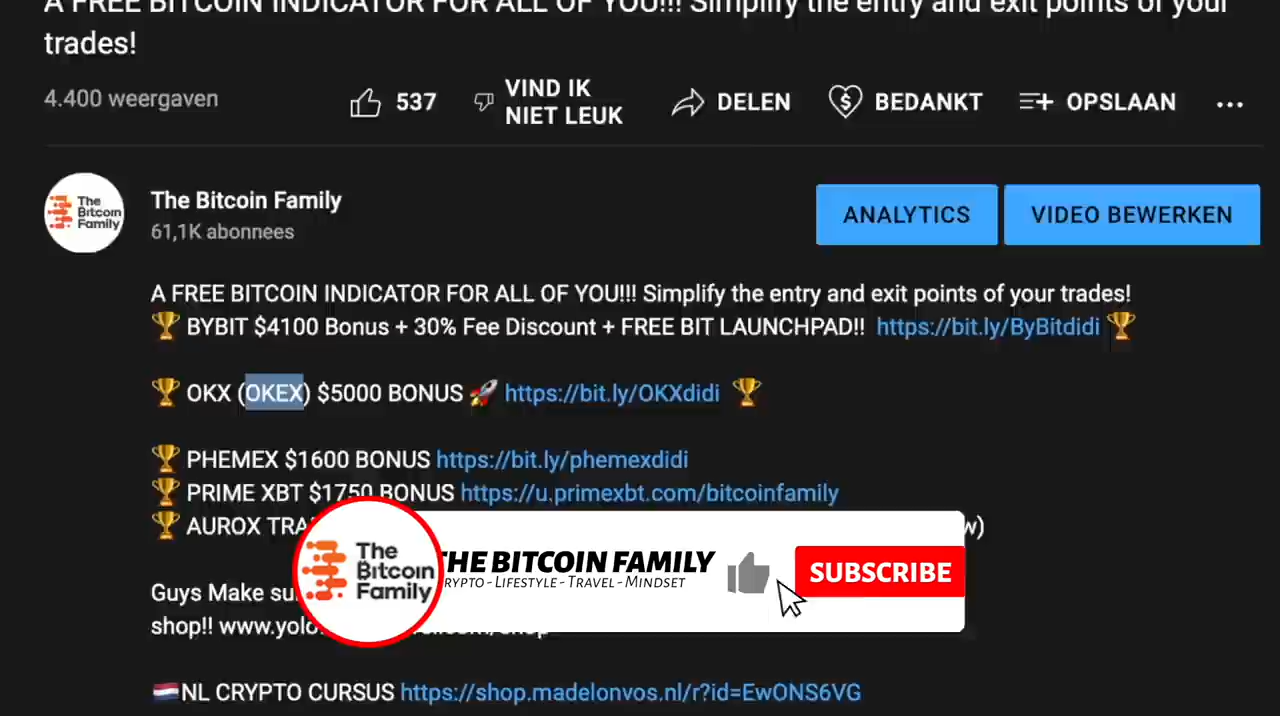 A FREE BITCOIN INDICATOR FOR ALL OF YOU!!! Simplify the entry and exit points of your
trades!
4.400 weergaven
537
VIND IK
NIET LEUK
DELEN
BEDANKT
OPSLAAN
The Bitcoin Family
The Bitcoin Family
61,1K abonnees
ANALYTICS
VIDEO BEWERKEN
A FREE BITCOIN INDICATOR FOR ALL OF YOU!!! Simplify the entry and exit points of your trades!
🏆 BYBIT $4100 Bonus + 30% Fee Discount + FREE BIT LAUNCHPAD!! https://bit.ly/ByBitdidi 🏆
🏆 OKX (OKEX) $5000 BONUS 🚀 https://bit.ly/OKXdidi 🏆
🏆 PHEMEX $1600 BONUS https://bit.ly/phemexdidi
🏆 PRIME XBT $1750 BONUS https://u.primexbt.com/bitcoinfamily
🏆 AUROX
The
Bitcoin
Family
THE BITCOIN FAMILY
CRYPTO - LIFESTYLE - TRAVEL - MINDSET
SUBSCRIBE
Guys Make
shop!!
🇳🇱NL CRYPTO CURSUS https://shop.madelonvos.nl/r?id=EwONS6VG